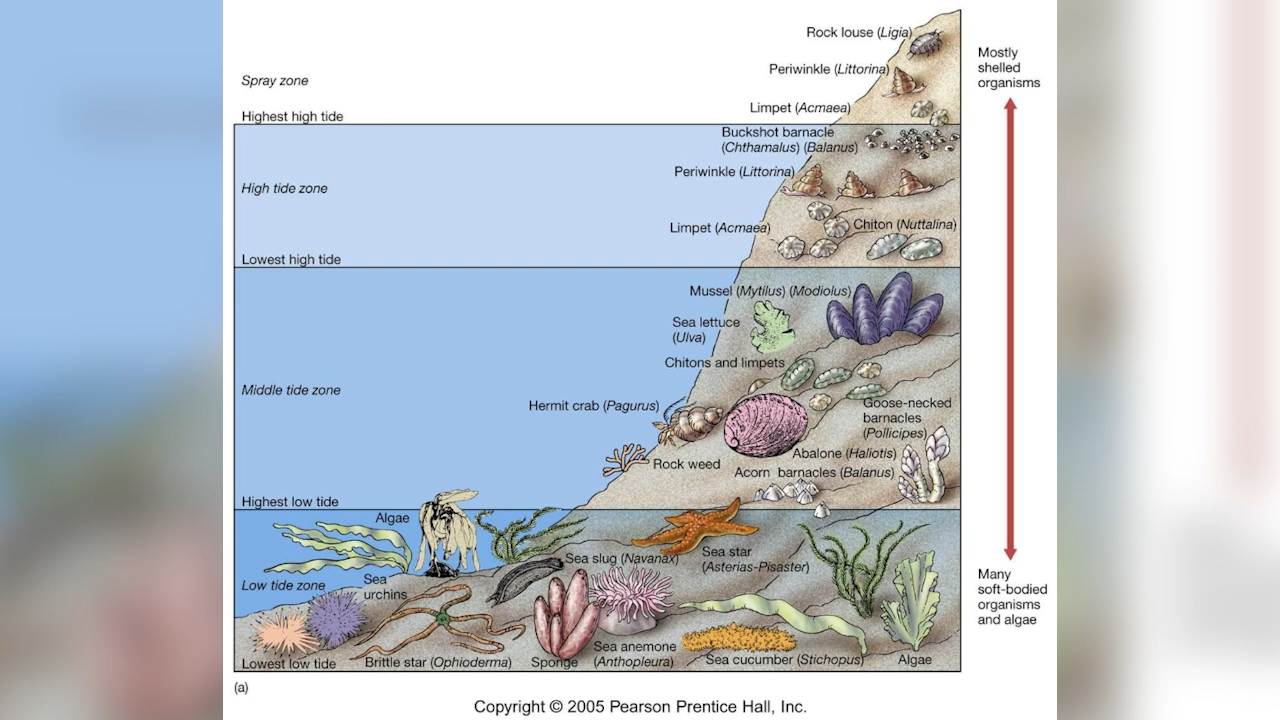 Rock louse (Ligia)
Mostly
shelled
organisms
Periwinkle (Littorina)
Spray zone
Limpet (Acmaea)
Highest high tide
Buckshot barnacle
(Chthamalus) (Balanus)
Periwinkle (Littorina)
High tide zone
Limpet (Acmaea)
Chiton (Nuttalina)
Lowest high tide
Mussel (Mytilus) (Modiolus)
Sea lettuce
(Ulva)
Chitons and limpets
Middle tide zone
Hermit crab (Pagurus)
Goose-necked
barnacles
(Pollicipes)
Abalone (Haliotis)
Rock weed
Acorn barnacles (Balanus)
Highest low tide
Algae
Sea slug (Navanax)
Sea star
(Asterias-Pisaster)
Many
soft-bodied
organisms
and algae
Low tide zone
Sea
urchins
Sea anemone
(Anthopleura)
Lowest low tide
Brittle star (Ophioderma)
Sponge
Sea cucumber (Stichopus)
Algae
(a)
Copyright © 2005 Pearson Prentice Hall, Inc.